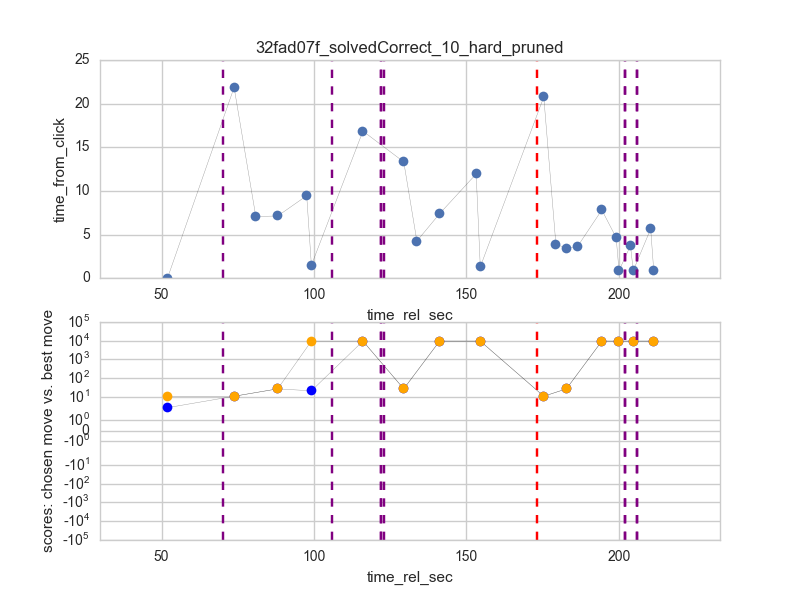 32fad07f_solvedCorrect_10_hard_pruned
25
20
15
10
5
0
time_from_click
50 100 150 200
time_rel_sec
10^5
10^4
10^3
10^2
10^1
10^0
0
-10^0
-10^1
-10^2
-10^3
-10^4
-10^5
scores: chosen move vs. best move
50 100 150 200
time_rel_sec